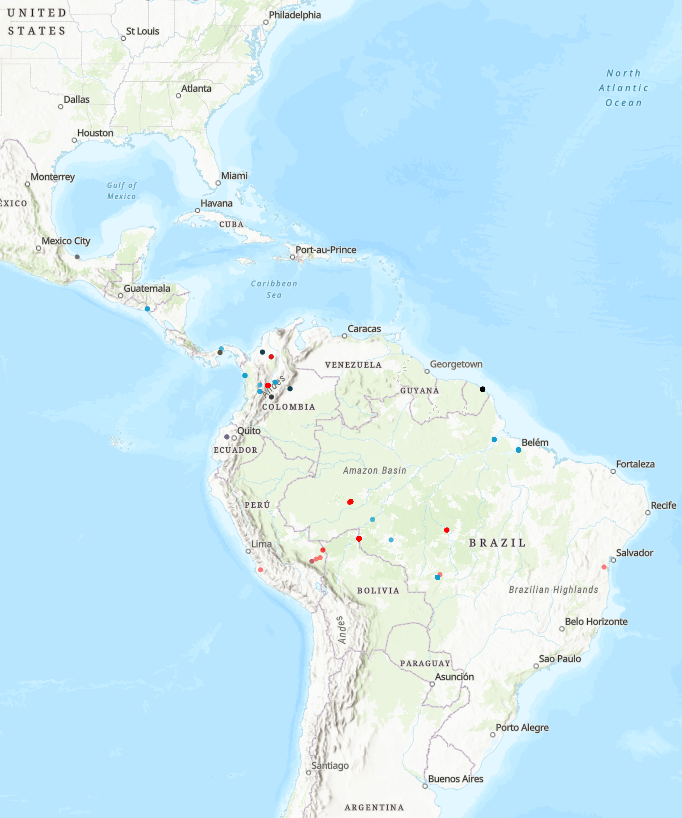 UNITED
STATES
Philadelphia
St Louis
Atlanta
Dallas
Houston
North
Atlantic
Ocean
Monterrey
Miami
Gulf of
Mexico
Havana
ÉXICO
CUBA
Mexico City
Port-au-Prince
Guatemala
Caribbean
Sea
Caracas
VENEZUELA
Georgetown
GUYANA
Andes
COLOMBIA
Quito
ECUADOR
Belém
Amazon Basin
Fortaleza
PERÚ
Recife
Lima
BRAZIL
Salvador
BOLIVIA
Brazilian Highlands
Andes
Belo Horizonte
PARAGUAY
Sao Paulo
Asunción
Porto Alegre
Santiago
Buenos Aires
ARGENTINA